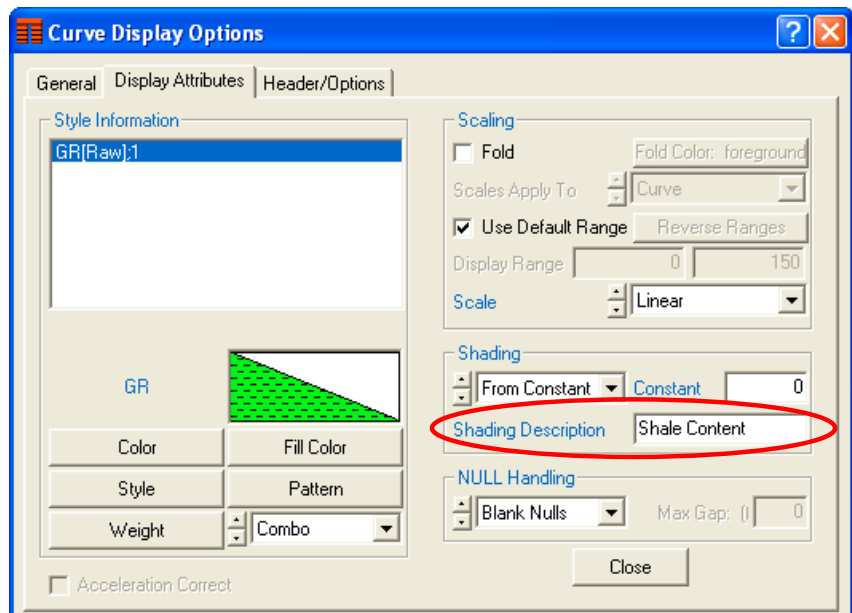 Curve Display Options
General Display Attributes Header/Options
Style Information
GR[Raw];1
GR
Color Fill Color
Style Pattern
Weight Combo
Acceleration Correct
Scaling
Fold Fold Color: foreground
Scales Apply To Curve
Use Default Range Reverse Ranges
Display Range 0 150
Scale Linear
Shading
From Constant Constant 0
Shading Description Shale Content
NULL Handling
Blank Nulls Max Gap: (( 0
Close